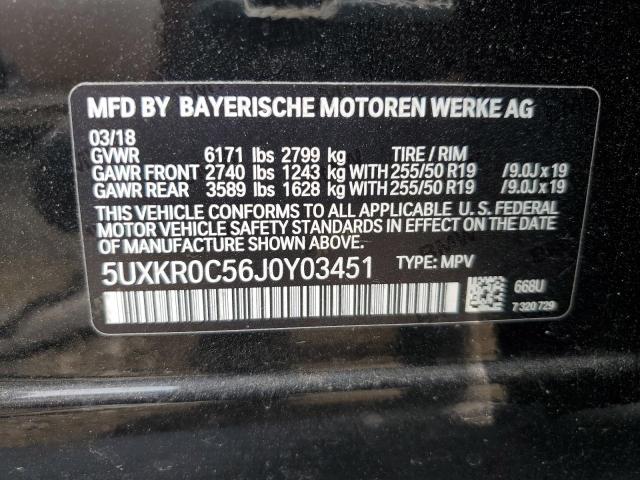 MFD BY BAYERISCHE MOTOREN WERKE AG
03/18
GVWR 6171 lbs 2799 kg TIRE / RIM
GAWR FRONT 2740 lbs 1243 kg WITH 255/50 R19 /9.0J x 19
GAWR REAR 3589 lbs 1628 kg WITH 255/50 R19 /9.0J x 19
THIS VEHICLE CONFORMS TO ALL APPLICABLE U. S. FEDERAL
MOTOR VEHICLE SAFETY STANDARDS IN EFFECT ON THE
DATE OF MANUFACTURE SHOWN ABOVE.
5UXKR0C56J0Y03451 TYPE: MPV
668U
7 320 729